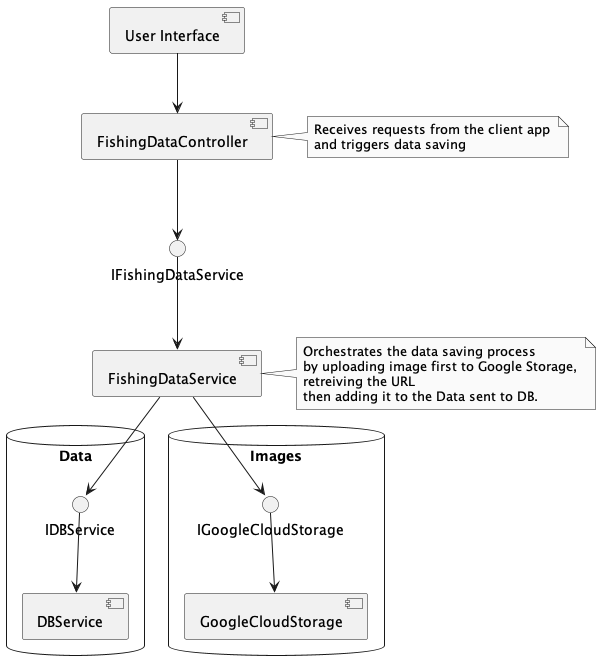 User Interface
FishingDataController
Receives requests from the client app
and triggers data saving
IFishingDataService
FishingDataService
Orchestrates the data saving process
by uploading image first to Google Storage,
retreiving the URL
then adding it to the Data sent to DB.
Data
Images
IDBService
IGoogleCloudStorage
DBService
GoogleCloudStorage